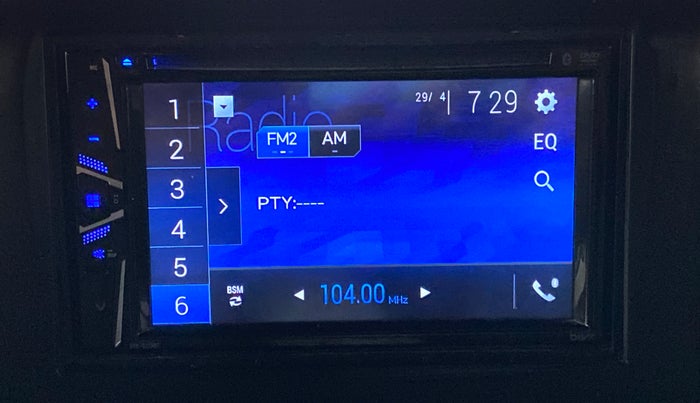 1
2
3
4
5
6
Radio
29/ 4 7 29
FM2 AM
EQ
PTY:----
BSM
104.00 MHz